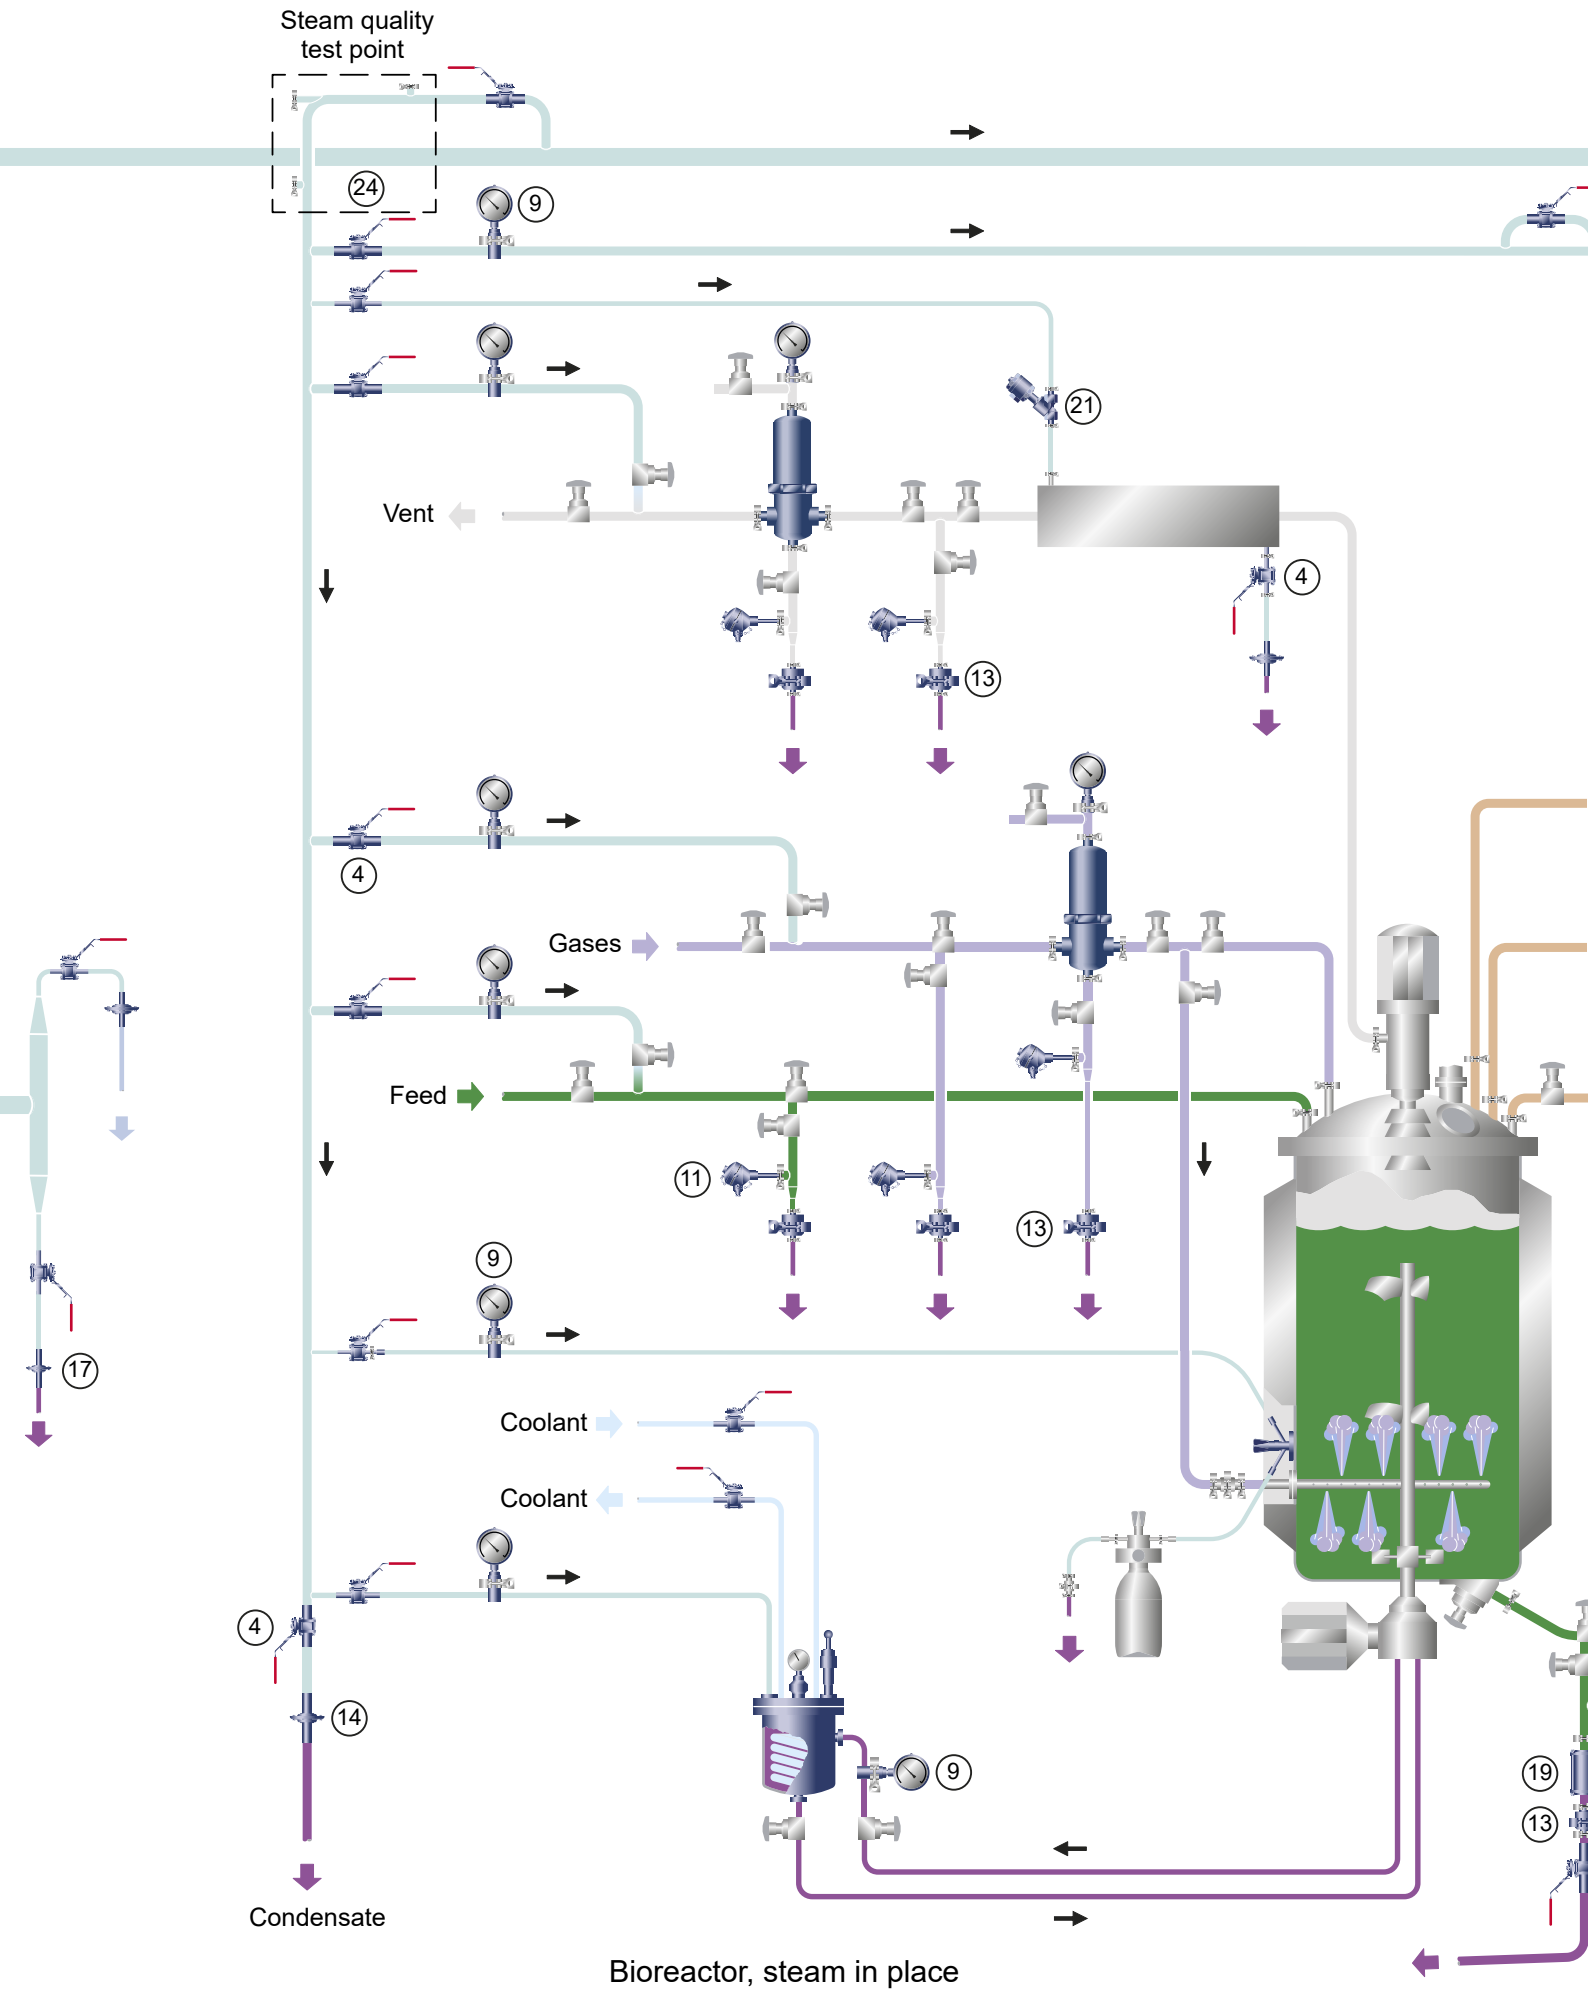 Steam quality
test point
24
9
21
Vent
4
13
4
Gases
Feed
11
13
9
17
Coolant
Coolant
4
14
9
19
13
Condensate
Bioreactor, steam in place